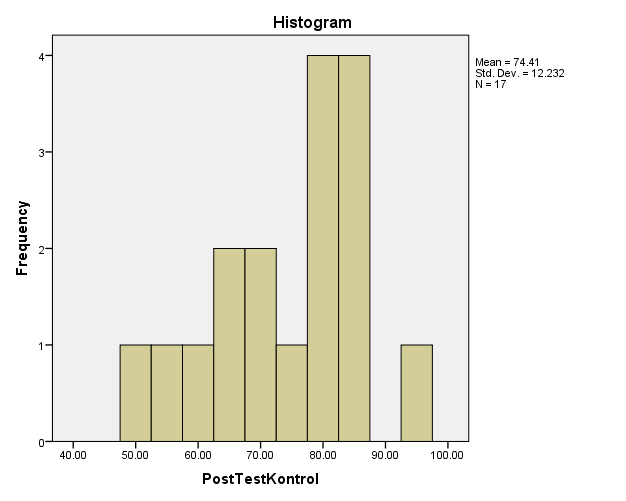 Histogram
Mean = 74.41
Std. Dev. = 12.232
N = 17
Frequency
4
3
2
1
0
40.00 50.00 60.00 70.00 80.00 90.00 100.00
PostTestKontrol